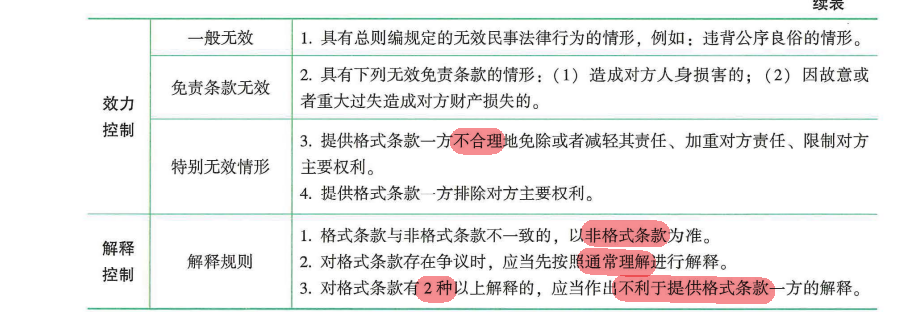 续表
一般无效
1. 具有总则编规定的无效民事法律行为的情形，例如：违背公序良俗的情形。
效力
控制
免责条款无效
2. 具有下列无效免责条款的情形：（1）造成对方人身损害的；（2）因故意或
者重大过失造成对方财产损失的。
特别无效情形
3. 提供格式条款一方不合理地免除或者减轻其责任、加重对方责任、限制对方
主要权利。
4. 提供格式条款一方排除对方主要权利。
解释
控制
解释规则
1. 格式条款与非格式条款不一致的，以非格式条款为准。
2. 对格式条款存在争议时，应当先按照通常理解进行解释。
3. 对格式条款有 2 种以上解释的，应当作出不利于提供格式条款一方的解释。